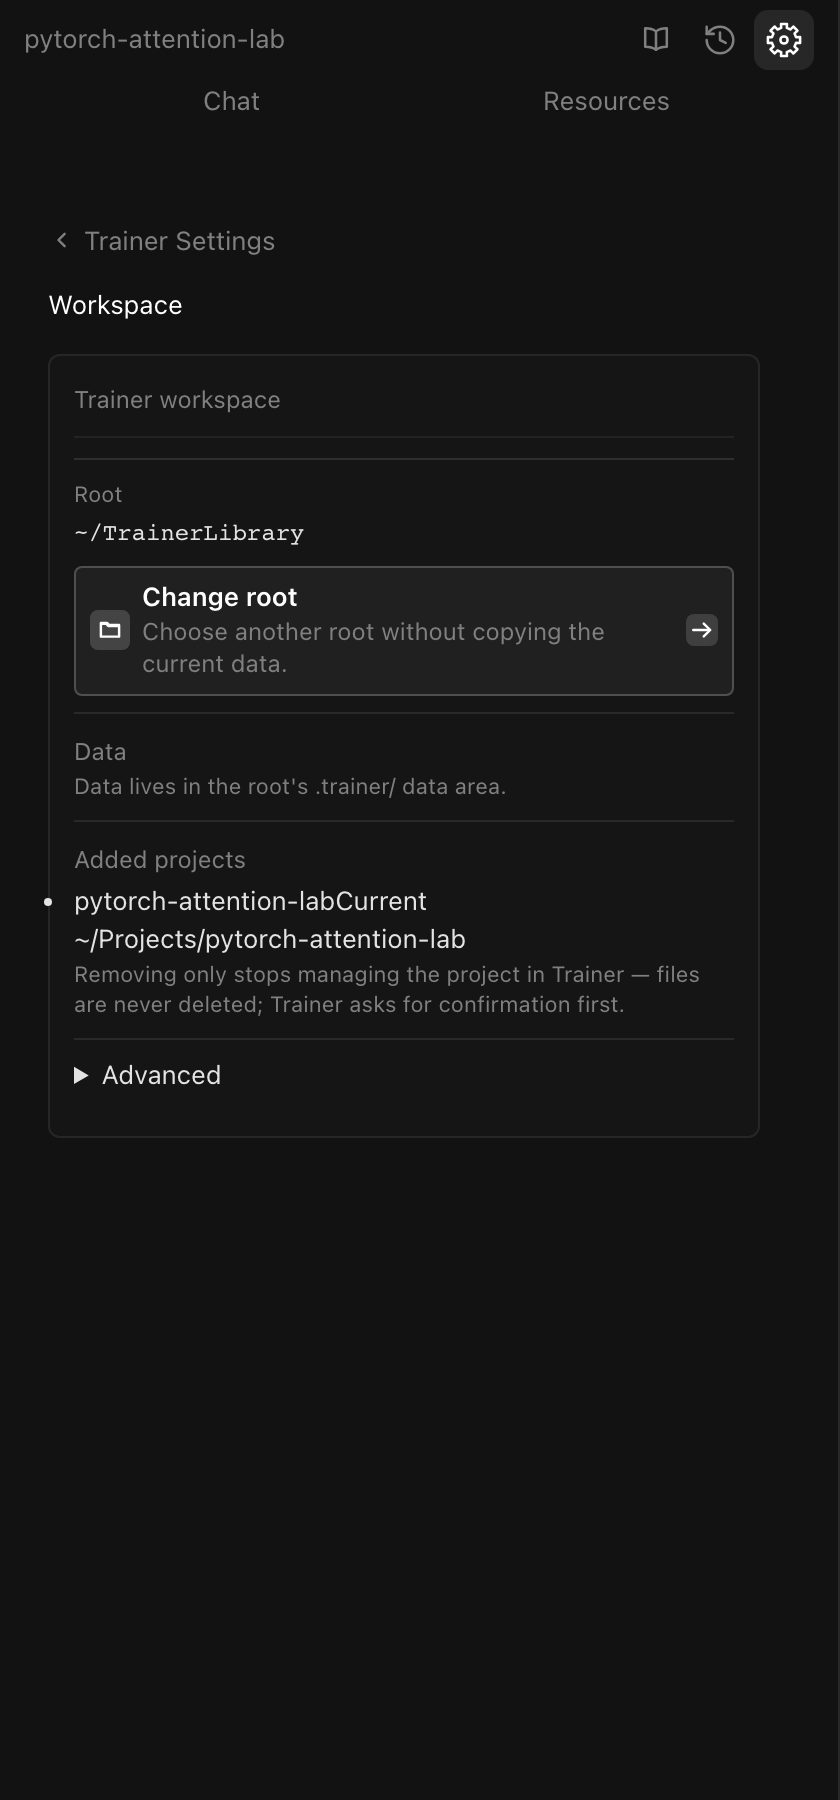 pytorch-attention-lab
Chat
Resources
Trainer Settings
Workspace
Trainer workspace
Root
~/TrainerLibrary
Change root
Choose another root without copying the
current data.
Data
Data lives in the root's .trainer/ data area.
Added projects
pytorch-attention-labCurrent
~/Projects/pytorch-attention-lab
Removing only stops managing the project in Trainer — files
are never deleted; Trainer asks for confirmation first.
Advanced